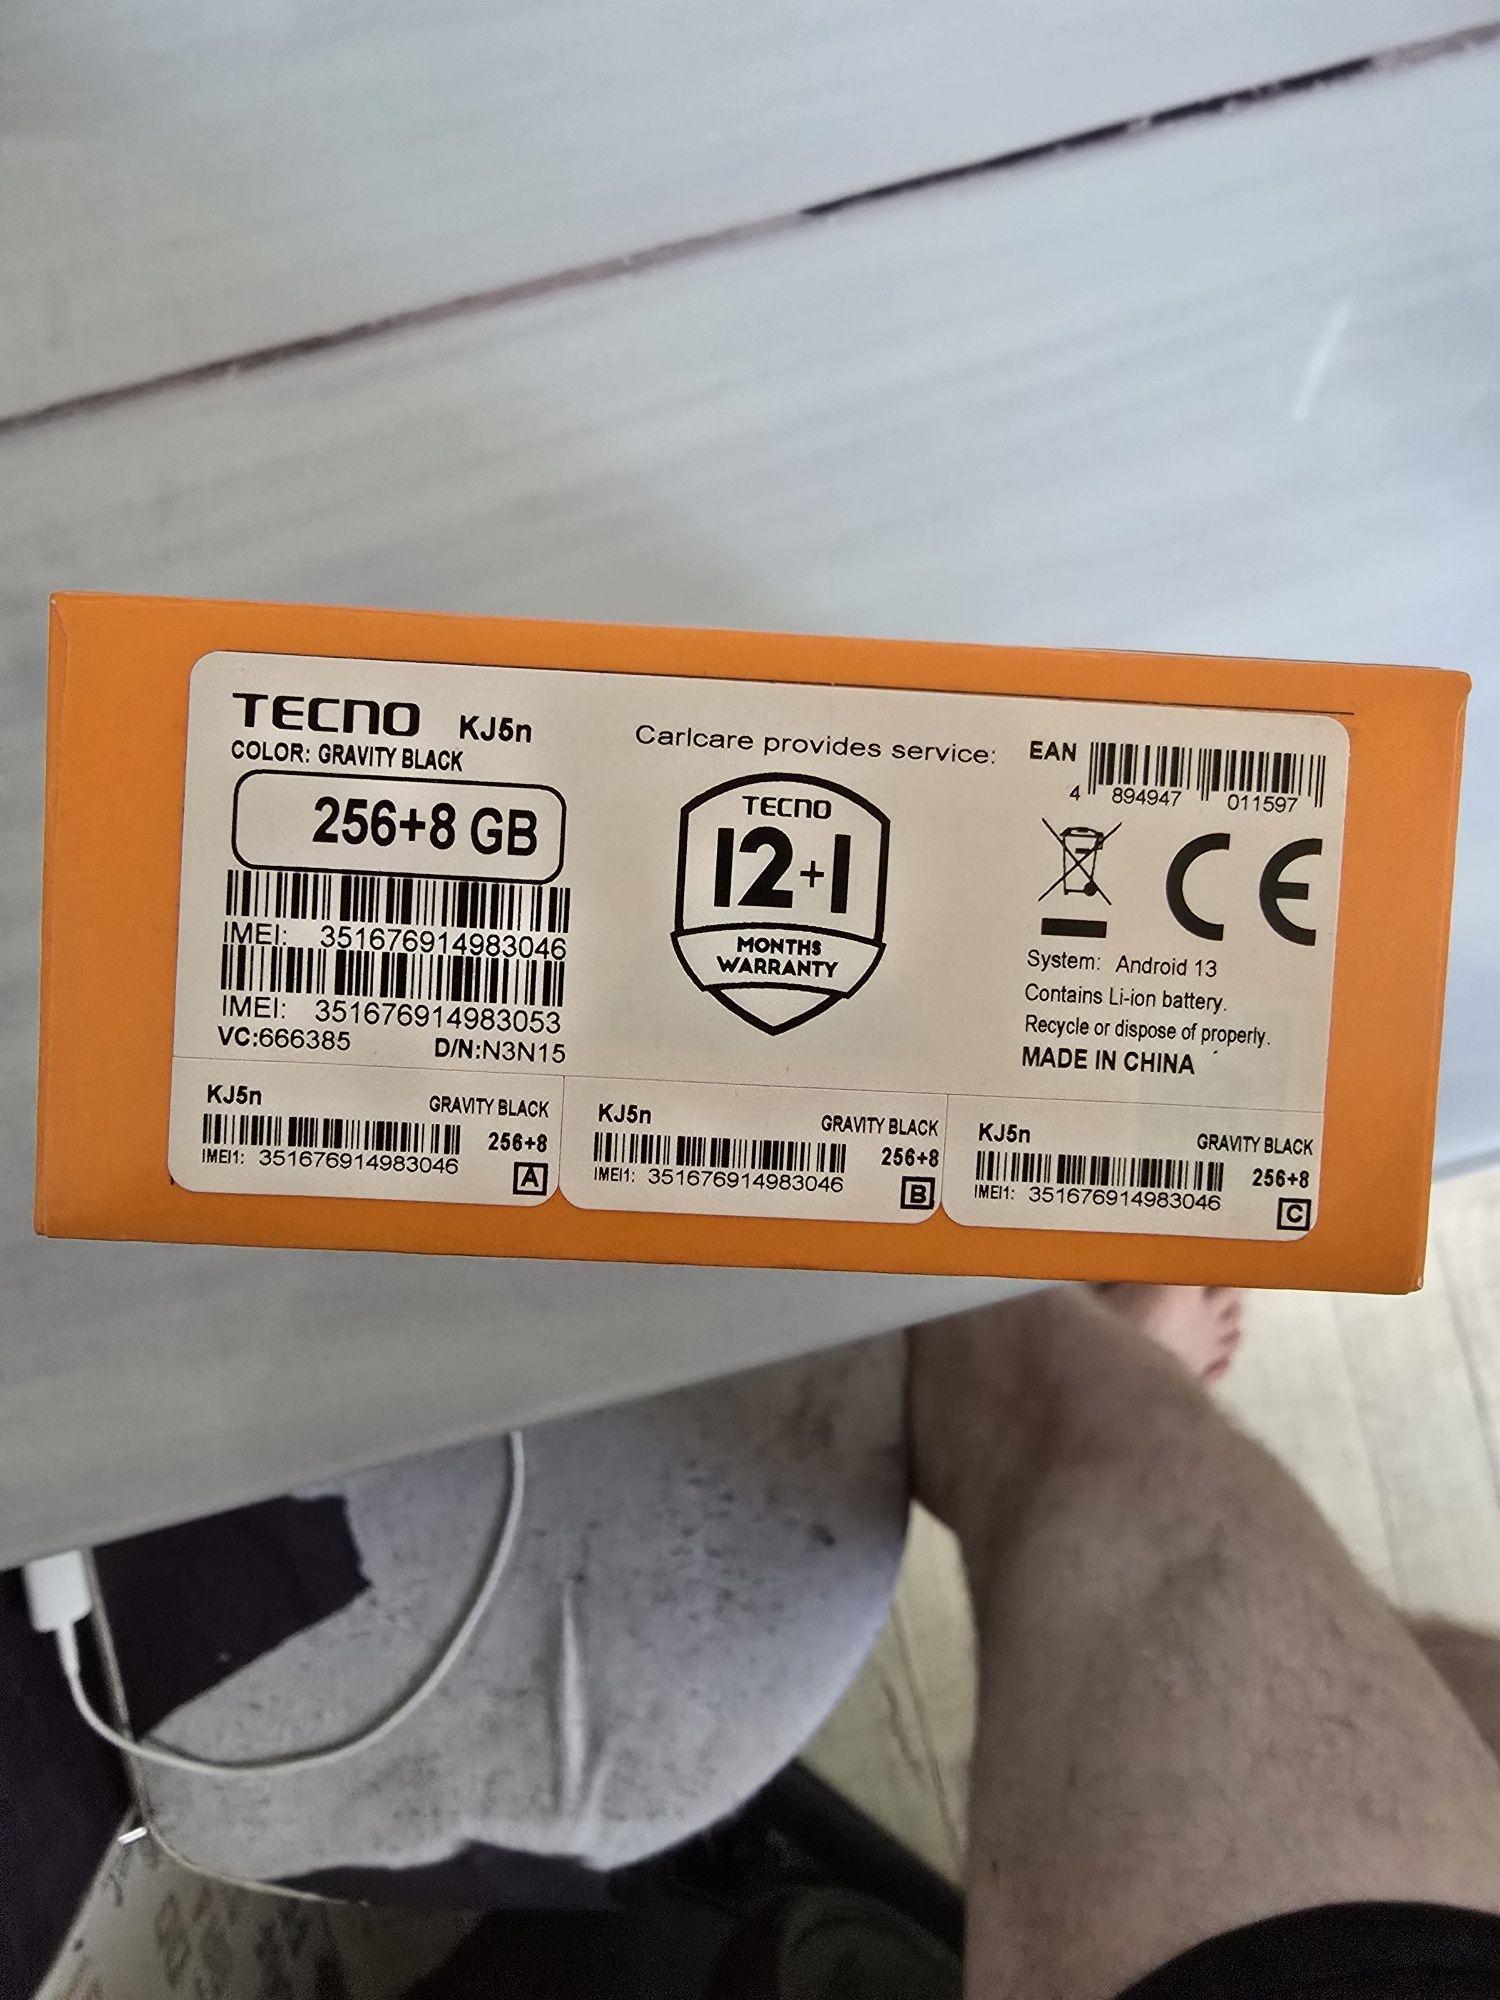 TECNO KJ5n
COLOR: GRAVITY BLACK
256+8 GB
IMEI: 351676914983046
IMEI: 351676914983053
VC:666385 D/N:N3N15
Carlcare provides service:
TECNO
12+1
MONTHS
WARRANTY
EAN
4 894947 011597
CE
System: Android 13
Contains Li-ion battery.
Recycle or dispose of properly.
MADE IN CHINA
KJ5n GRAVITY BLACK
256+8
IMEI1: 351676914983046
A
KJ5n GRAVITY BLACK
256+8
IMEI1: 351676914983046
B
KJ5n GRAVITY BLACK
256+8
IMEI1: 351676914983046
C